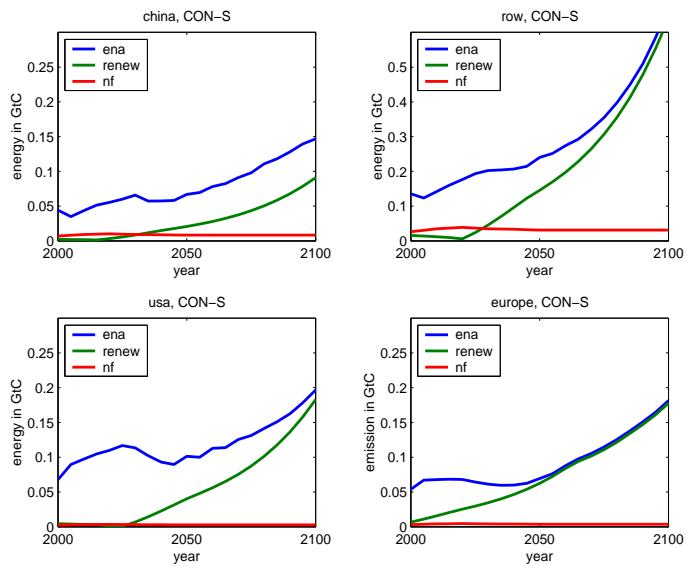 china, CON−S
energy in GtC
0.25
0.2
0.15
0.1
0.05
0
ena
renew
nf
2000
2050
2100
year
row, CON−S
energy in GtC
0.5
0.4
0.3
0.2
0.1
0
ena
renew
nf
2000
2050
2100
year
usa, CON−S
energy in GtC
0.25
0.2
0.15
0.1
0.05
0
ena
renew
nf
2000
2050
2100
year
europe, CON−S
emission in GtC
0.25
0.2
0.15
0.1
0.05
0
ena
renew
nf
2000
2050
2100
year